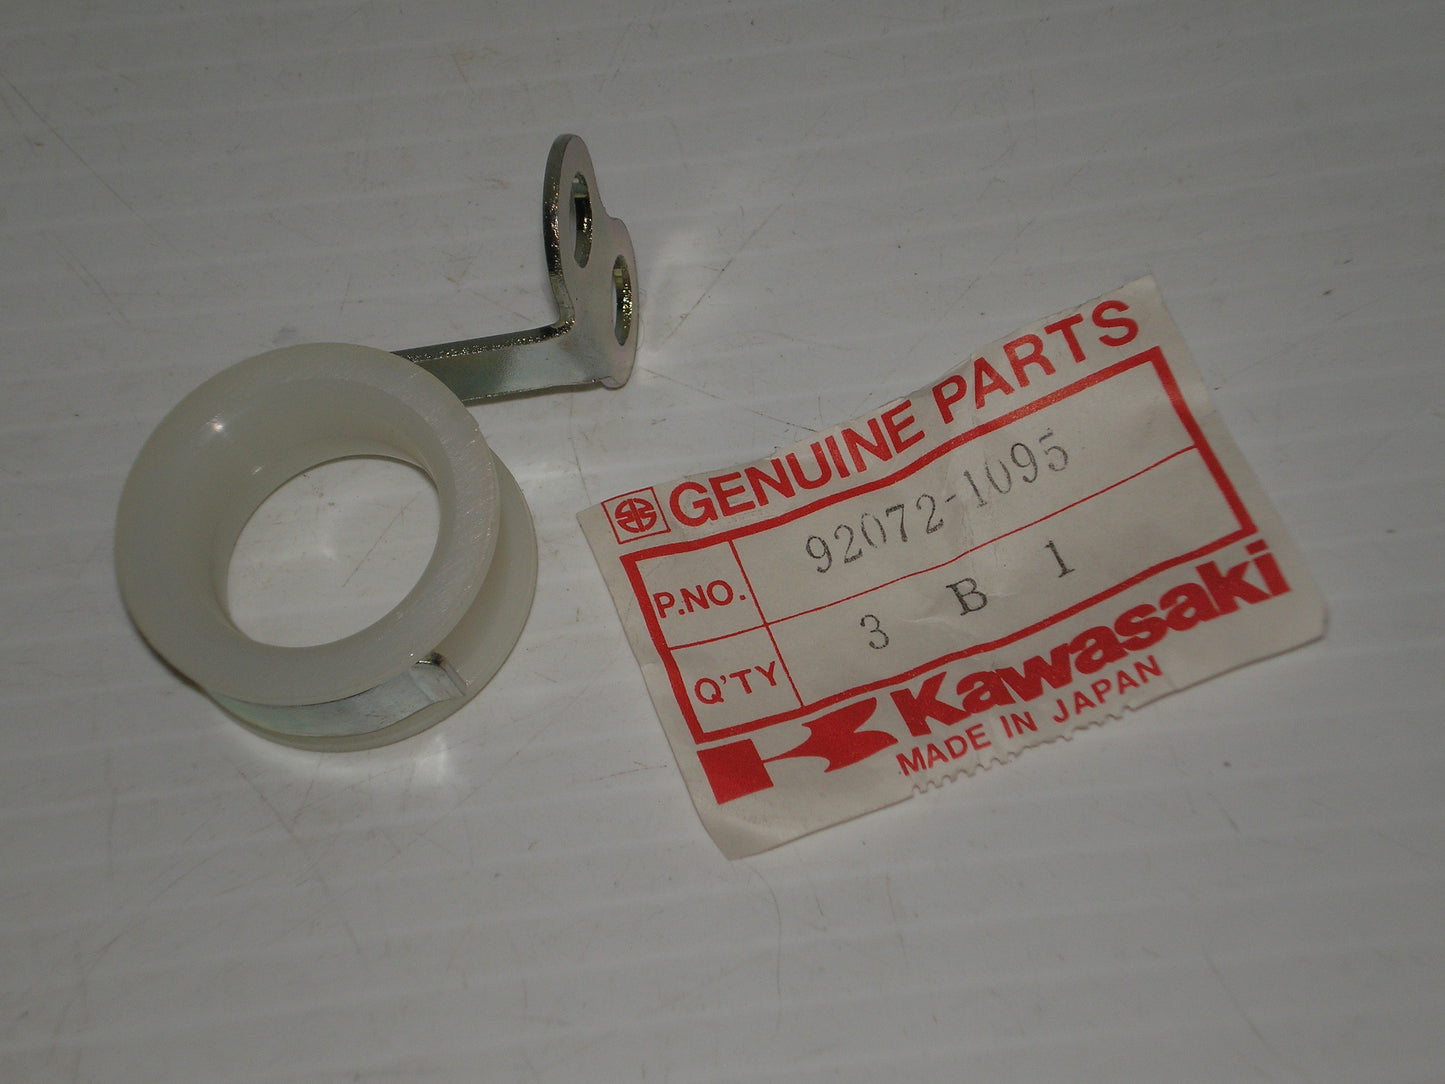 GENUINE PARTS
P.NO. 92072-1095
Q'TY 3 B 1
Kawasaki
MADE IN JAPAN